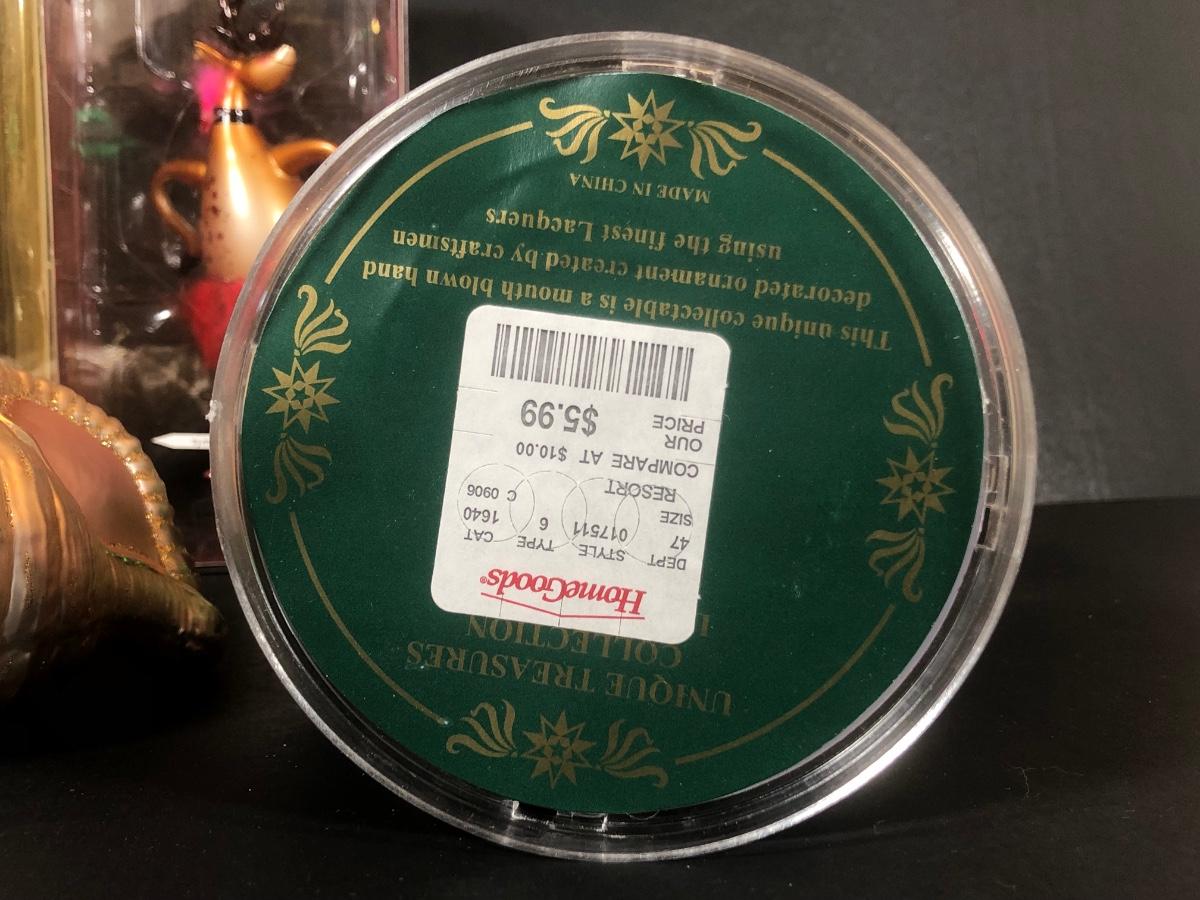 UNIQUE TREASURES
COLLECTION
HomeGoods®
DEPT STYLE TYPE CAT
47 017511 6 1640
SIZE C 0906
RESORT
COMPARE AT $10.00
OUR
PRICE $5.99
This unique collectable is a mouth blown hand
decorated ornament created by craftsmen
using the finest Lacquers
MADE IN CHINA